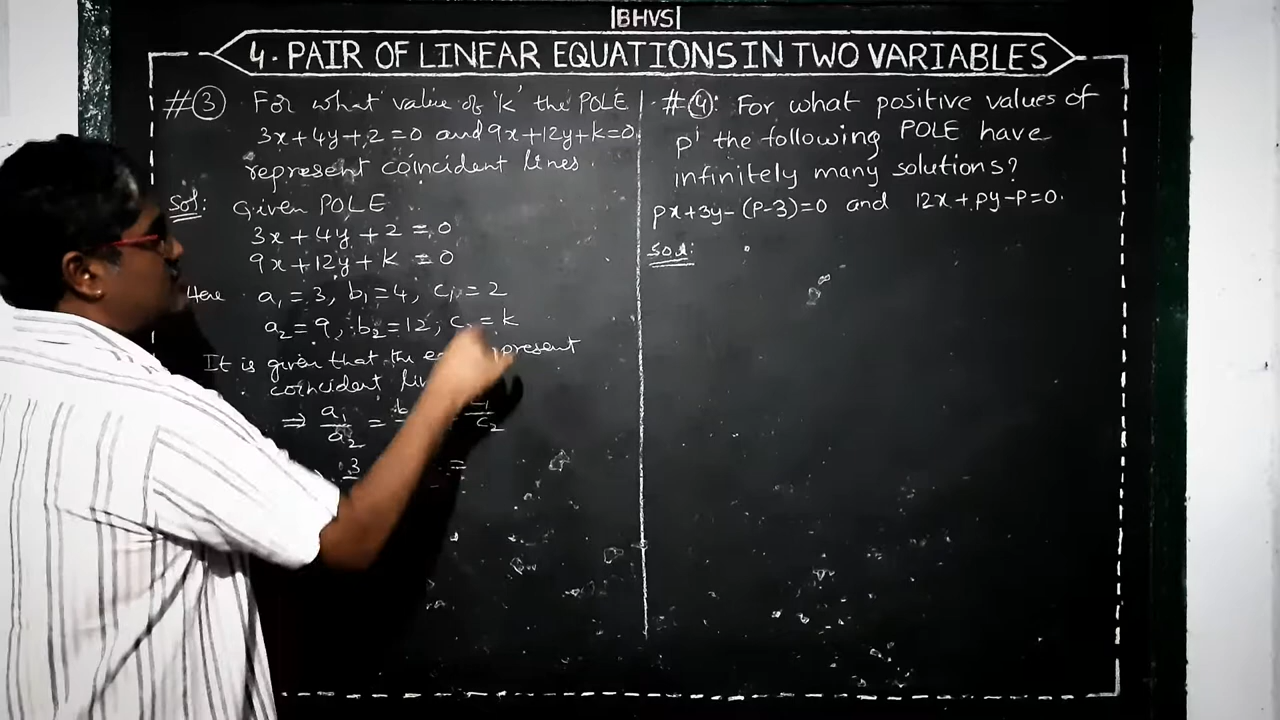 |BHVS|
4. PAIR OF LINEAR EQUATIONS IN TWO VARIABLES
#③ For what value of 'k' the POLE
3x+4y+2=0 and 9x+12y+k=0
represent coincident lines.
Sol: Given POLE
3x+4y+2=0
9x+12y+k=0
Here a₁=3, b₁=4, c₁=2
a₂=9, b₂=12, c₂=k
It is given that the
coincident
⇒ a₁/a₂ = = c₁/c₂
3 =
#④: For what positive values of
'p' the following POLE have
infinitely many solutions?
px+3y-(p-3)=0 and 12x+py-p=0.
Sol: